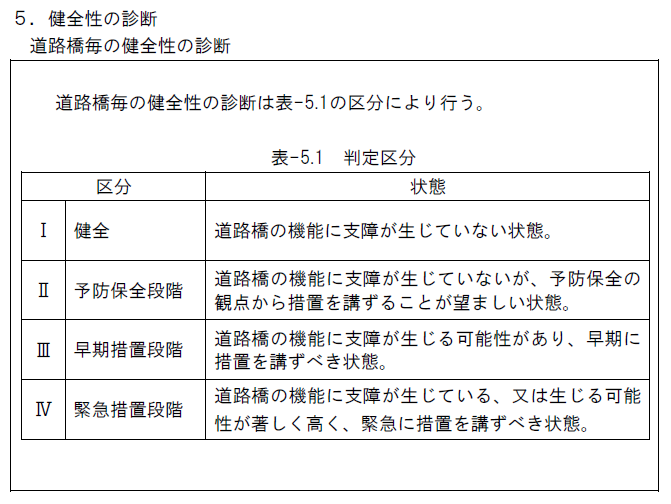 ５．健全性の診断
道路橋毎の健全性の診断
道路橋毎の健全性の診断は表-5.1の区分により行う。
表-5.1　判定区分
区分　状態
Ⅰ　健全　道路橋の機能に支障が生じていない状態。
Ⅱ　予防保全段階　道路橋の機能に支障が生じていないが、予防保全の
観点から措置を講ずることが望ましい状態。
Ⅲ　早期措置段階　道路橋の機能に支障が生じる可能性があり、早期に
措置を講ずべき状態。
Ⅳ　緊急措置段階　道路橋の機能に支障が生じている、又は生じる可能
性が著しく高く、緊急に措置を講ずべき状態。